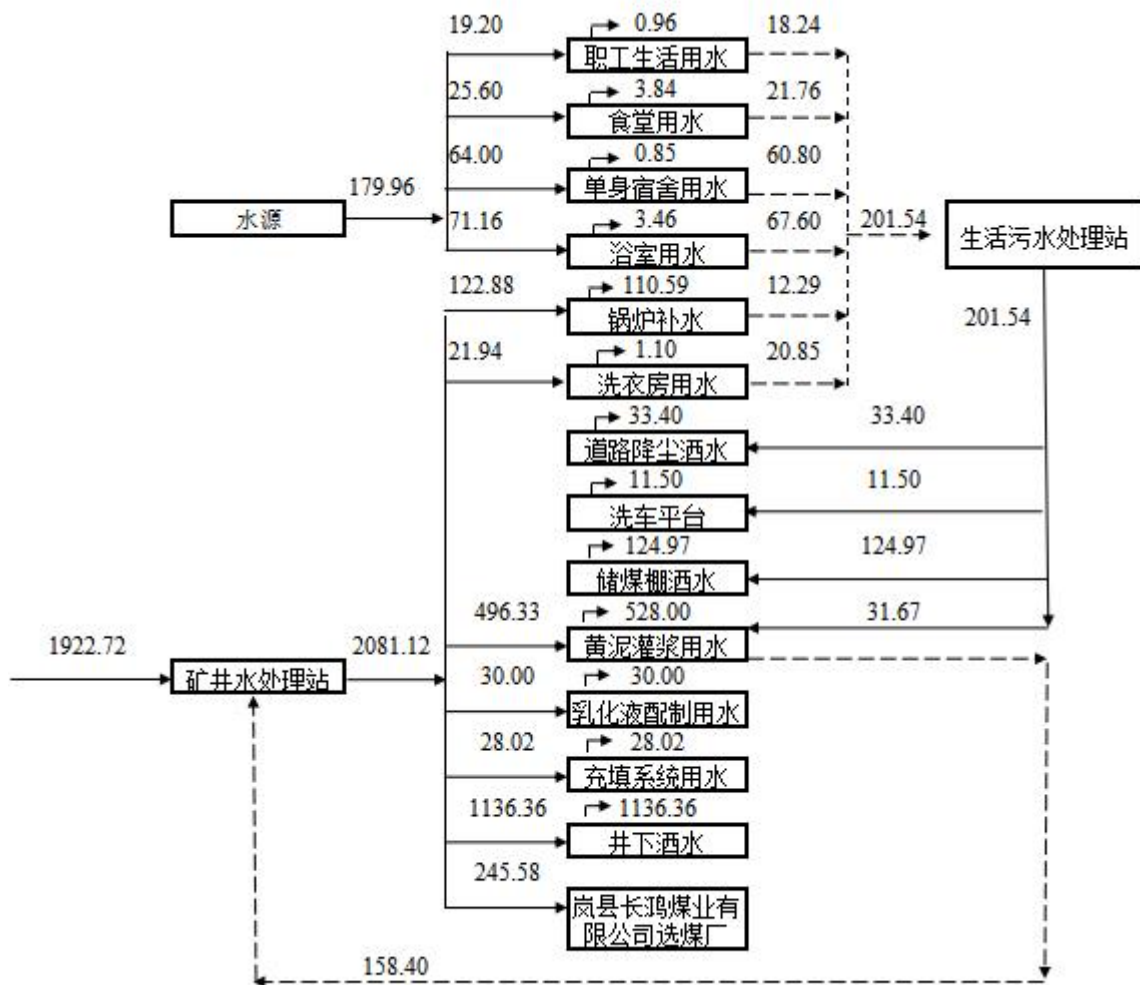 19.20 0.96 18.24
职工生活用水
25.60 3.84 21.76
食堂用水
64.00 0.85 60.80
179.96 单身宿舍用水
水源 71.16 3.46 67.60 201.54 生活污水处理站
浴室用水
122.88 110.59 12.29
锅炉补水 201.54
21.94 1.10 20.85
洗衣房用水
33.40 33.40
道路降尘洒水
11.50 11.50
洗车平台
124.97 124.97
储煤棚洒水
496.33 528.00 31.67
1922.72 2081.12 黄泥灌浆用水
矿井水处理站 30.00 30.00
乳化液配制用水
28.02 28.02
充填系统用水
1136.36 1136.36
井下洒水
245.58
岚县长鸿煤业有
限公司选煤厂
158.40